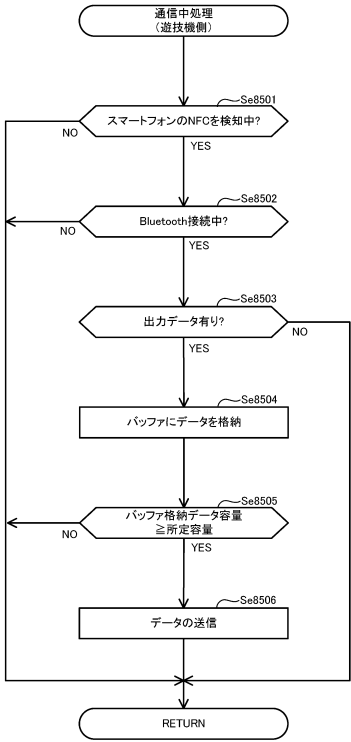 通信中処理
（遊技機側）
Se8501
スマートフォンのNFCを検知中?
NO
YES
Se8502
Bluetooth接続中?
NO
YES
Se8503
出力データ有り?
NO
YES
Se8504
バッファにデータを格納
Se8505
バッファ格納データ容量
≧所定容量
NO
YES
Se8506
データの送信
RETURN